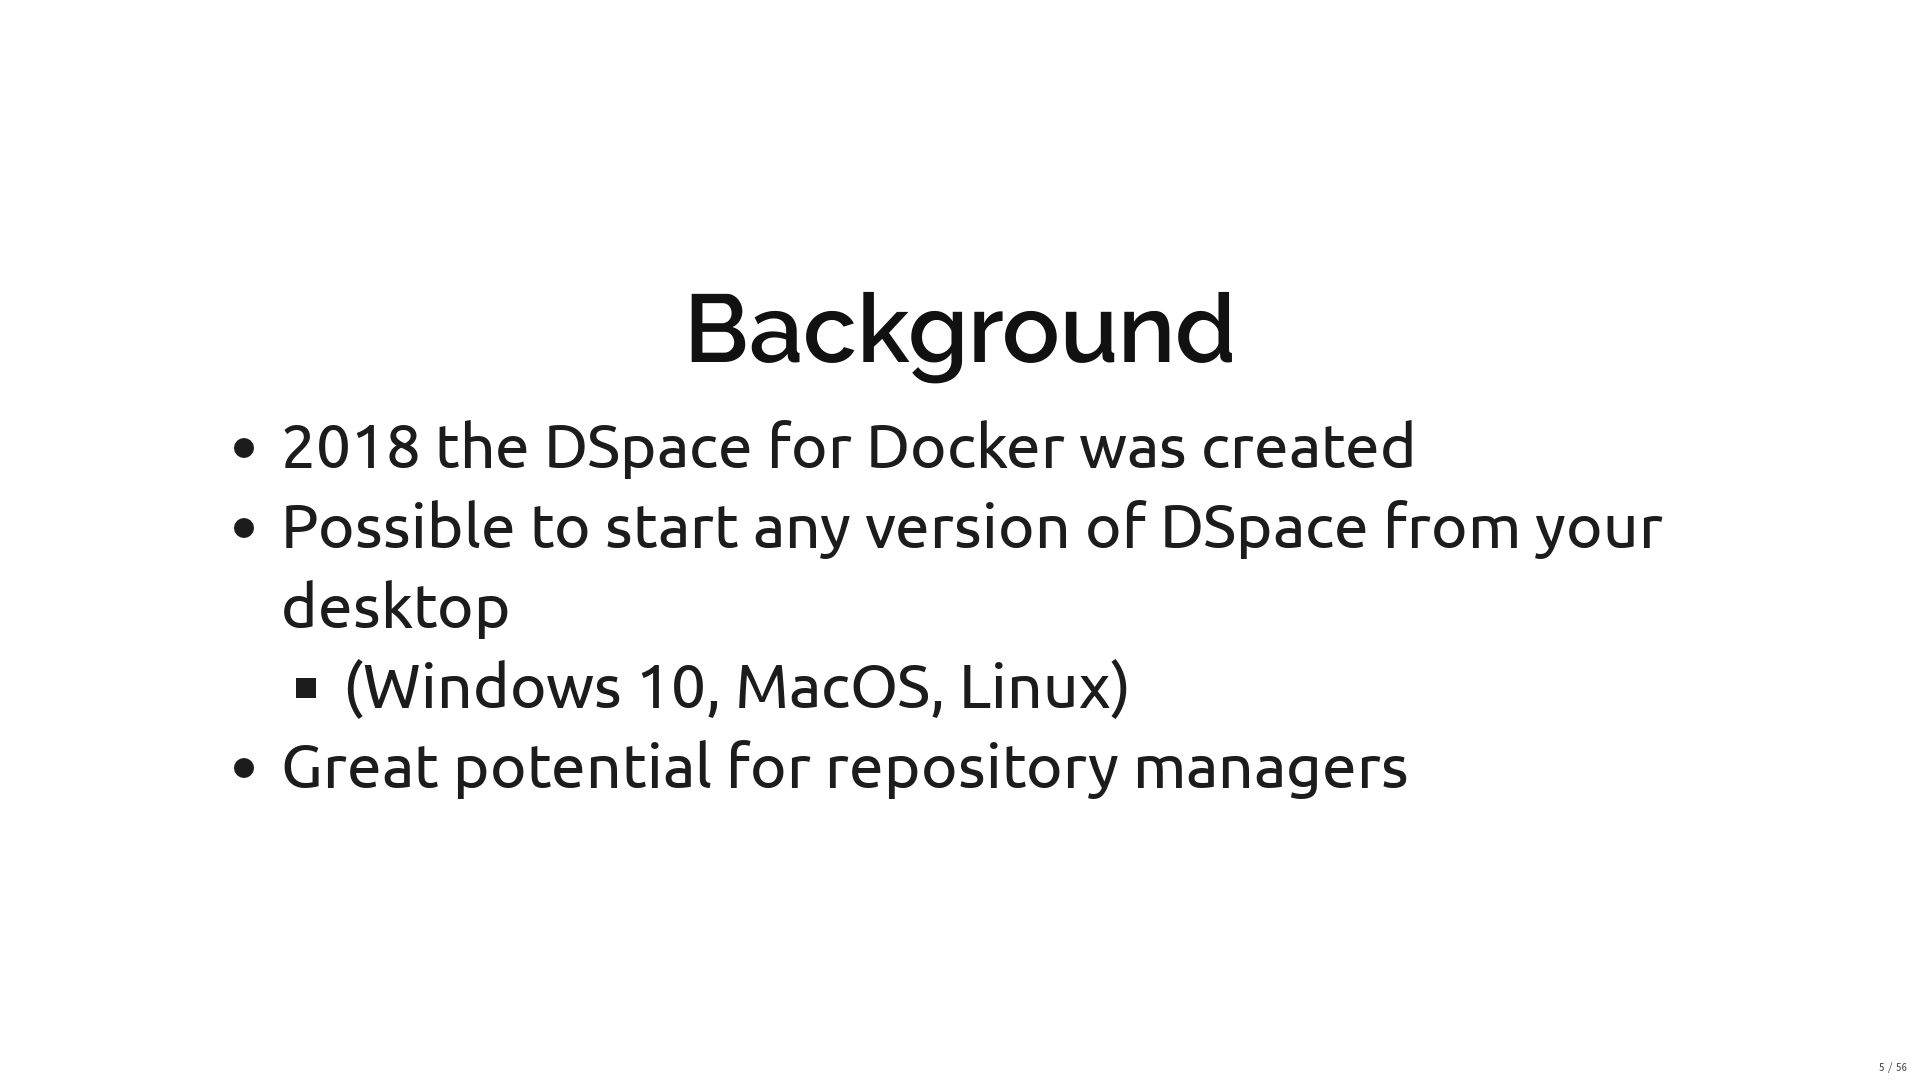 Background
• 2018 the DSpace for Docker was created
• Possible to start any version of DSpace from your
desktop
▪ (Windows 10, MacOS, Linux)
• Great potential for repository managers
5 / 56